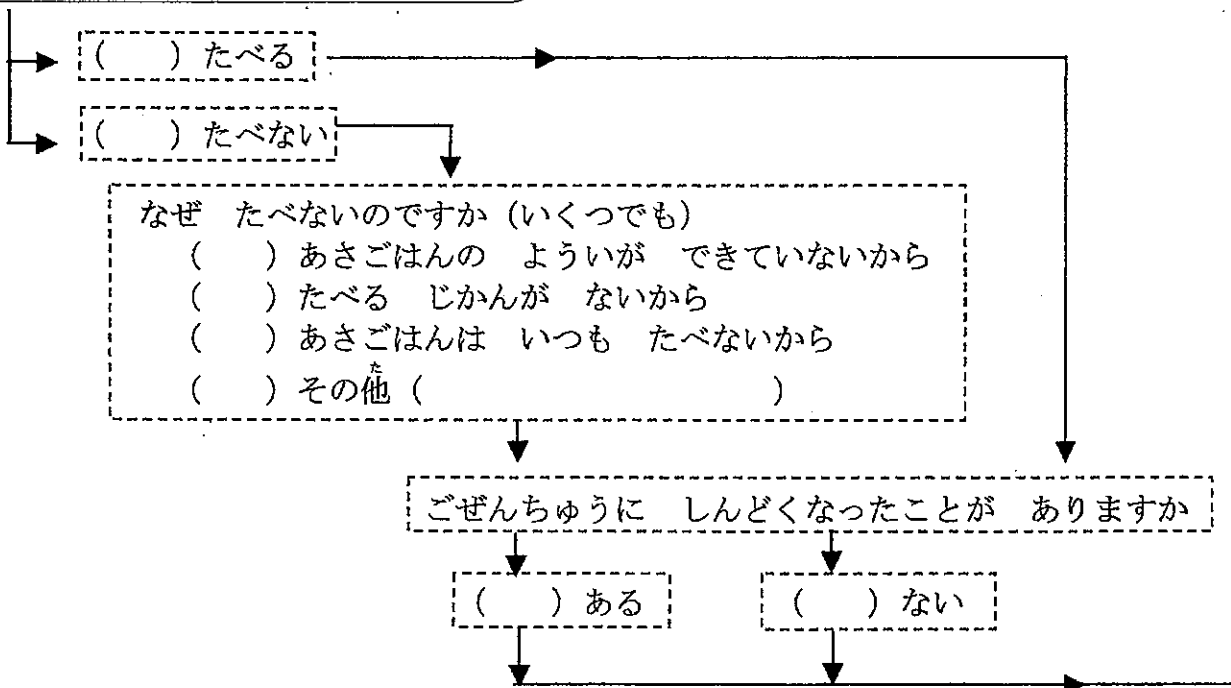 (　　) たべる
(　　) たべない
なぜ　たべないのですか (いくつでも)
(　　) あさごはんの　よういが　できていないから
(　　) たべる　じかんが　ないから
(　　) あさごはんは　いつも　たべないから
た
(　　) その他 (　　　　　　　　　　)
ごぜんちゅうに　しんどくなったことが　ありますか
(　　) ある　(　　) ない